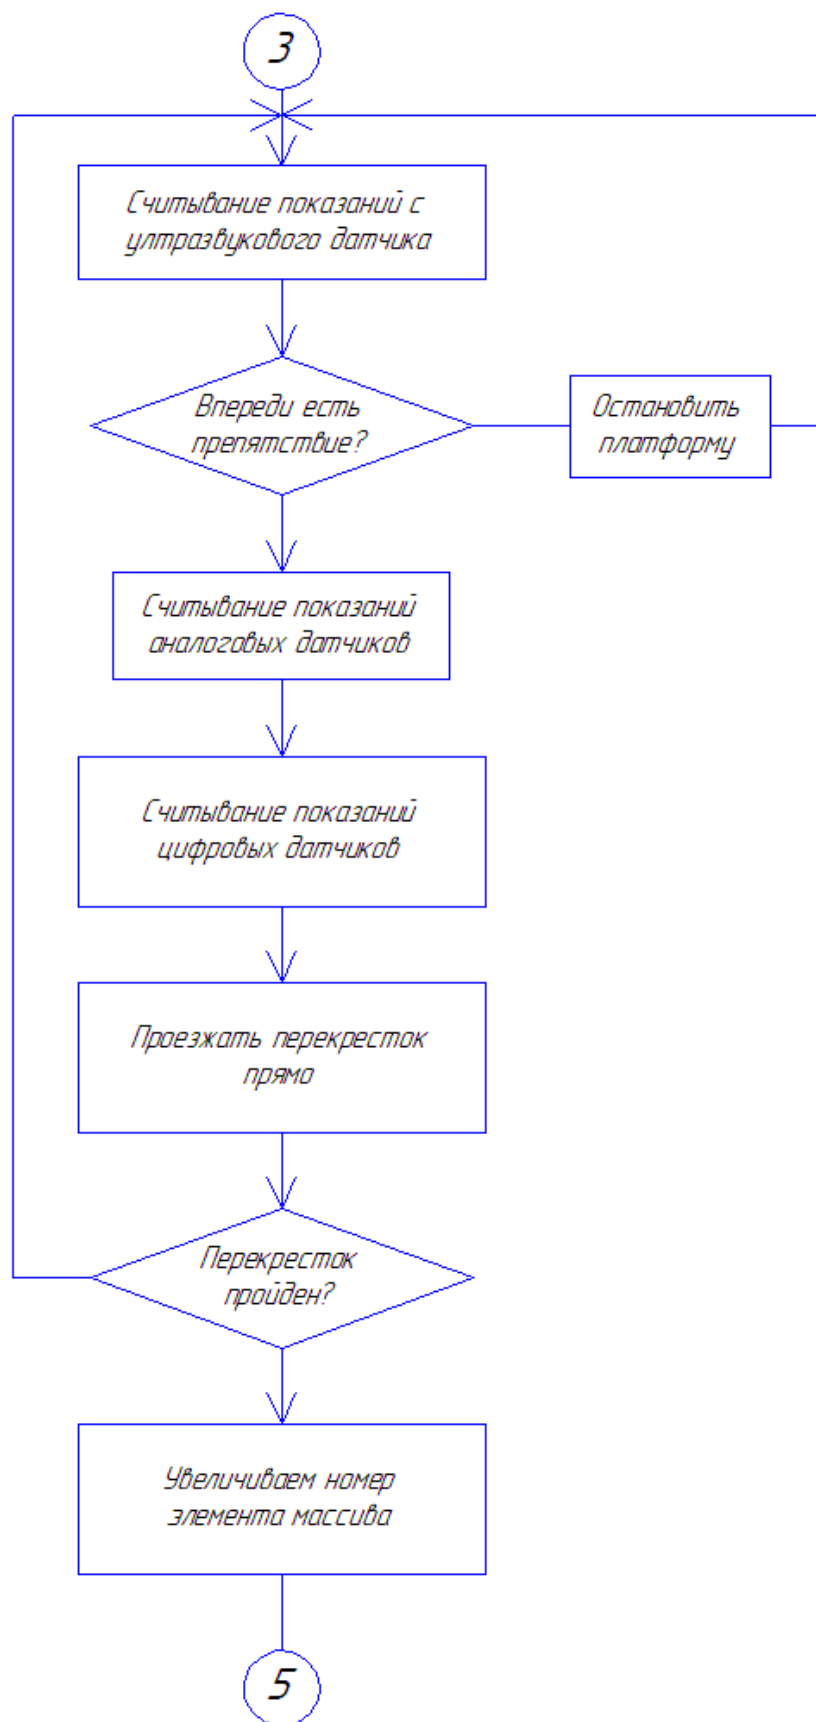 3
Считывание показаний с
ултразвукового датчика
Впереди есть
препятствие?
Остановить
платформу
Считывание показаний
аналоговых датчиков
Считывание показаний
цифровых датчиков
Проезжать перекресток
прямо
Перекресток
пройден?
Увеличиваем номер
элемента массива
5